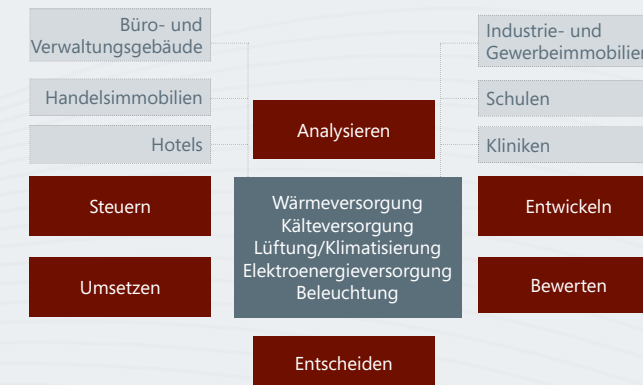 Büro- und
Verwaltungsgebäude
Handelsimmobilien
Hotels
Industrie- und
Gewerbeimmobilien
Schulen
Kliniken
Analysieren
Steuern
Umsetzen
Wärmeversorgung
Kälteversorgung
Lüftung/Klimatisierung
Elektroenergieversorgung
Beleuchtung
Entwickeln
Bewerten
Entscheiden